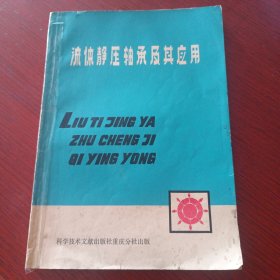 流体静压轴承及其应用
LIU TI JING YA
ZHU CHENG JI
QI YING YONG
科学技术文献出版社重庆分社出版